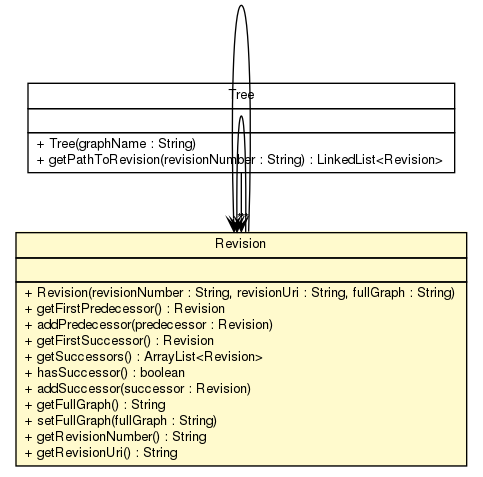 Tree
+ Tree(graphName : String)
+ getPathToRevision(revisionNumber : String) : LinkedList<Revision>
Revision
+ Revision(revisionNumber : String, revisionUri : String, fullGraph : String)
+ getFirstPredecessor() : Revision
+ addPredecessor(predecessor : Revision)
+ getFirstSuccessor() : Revision
+ getSuccessors() : ArrayList<Revision>
+ hasSuccessor() : boolean
+ addSuccessor(successor : Revision)
+ getFullGraph() : String
+ setFullGraph(fullGraph : String)
+ getRevisionNumber() : String
+ getRevisionUri() : String